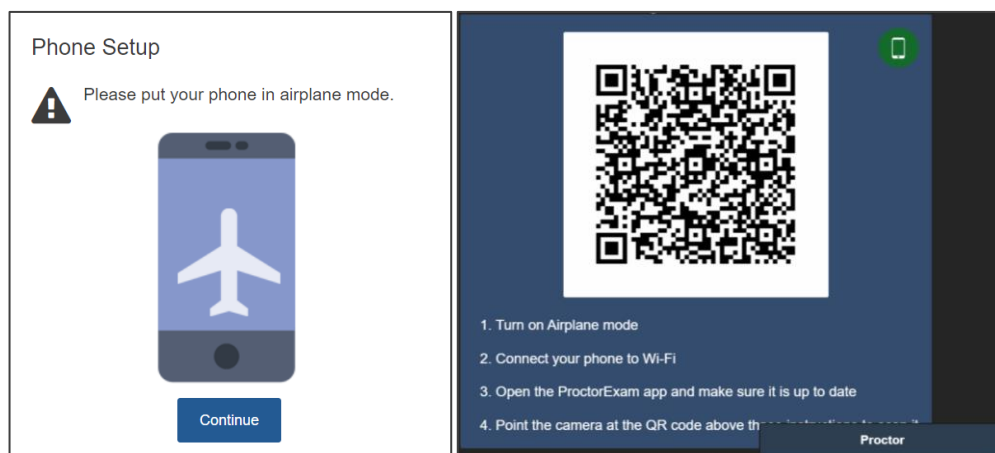 Phone Setup
Please put your phone in airplane mode.
Continue
1. Turn on Airplane mode
2. Connect your phone to Wi-Fi
3. Open the ProctorExam app and make sure it is up to date
4. Point the camera at the QR code above
Proctor